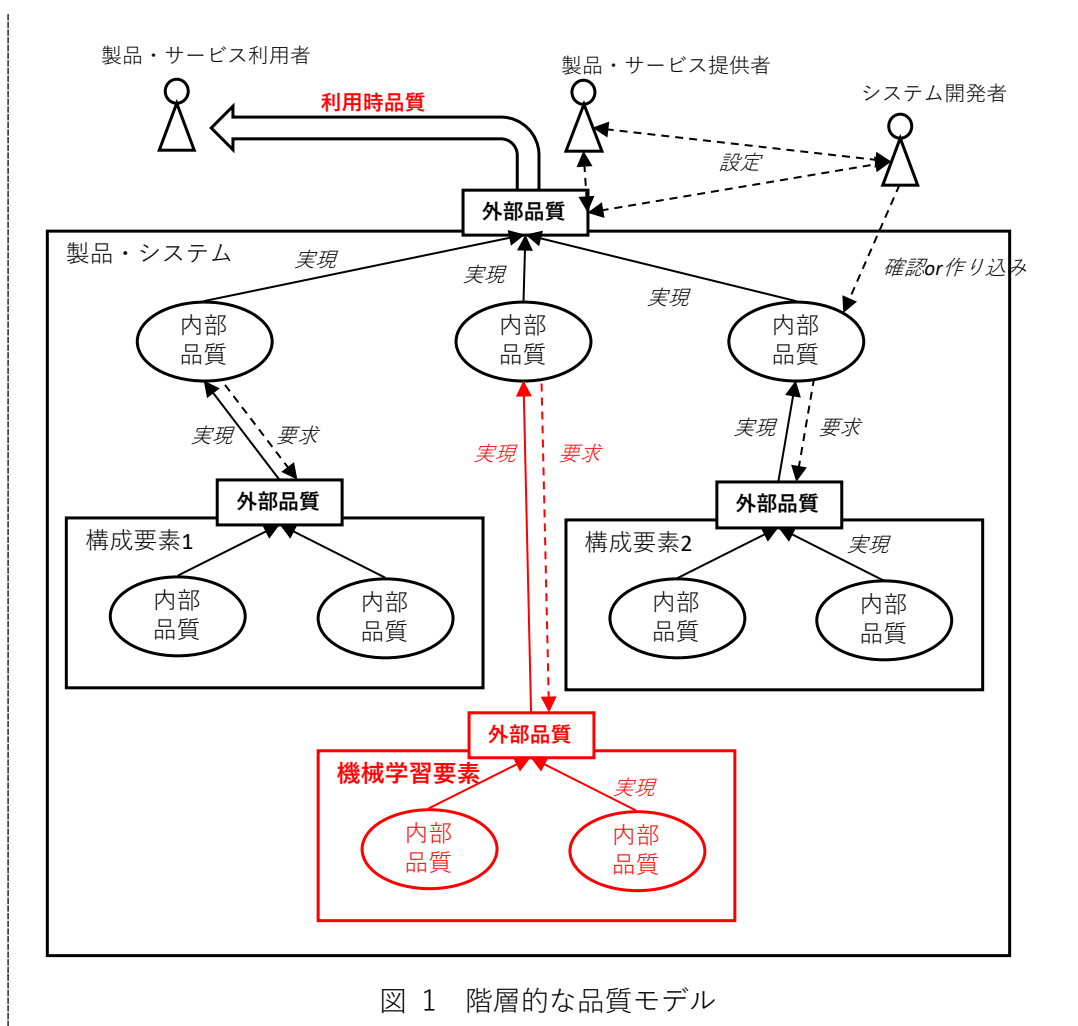 製品・サービス利用者
製品・サービス提供者
システム開発者
利用時品質
設定
外部品質
製品・システム
実現
実現
実現
確認or作り込み
内部
品質
内部
品質
内部
品質
実現
要求
実現
要求
実現
要求
外部品質
外部品質
構成要素1
構成要素2
実現
内部
品質
内部
品質
内部
品質
内部
品質
外部品質
機械学習要素
実現
内部
品質
内部
品質
図 1 階層的な品質モデル